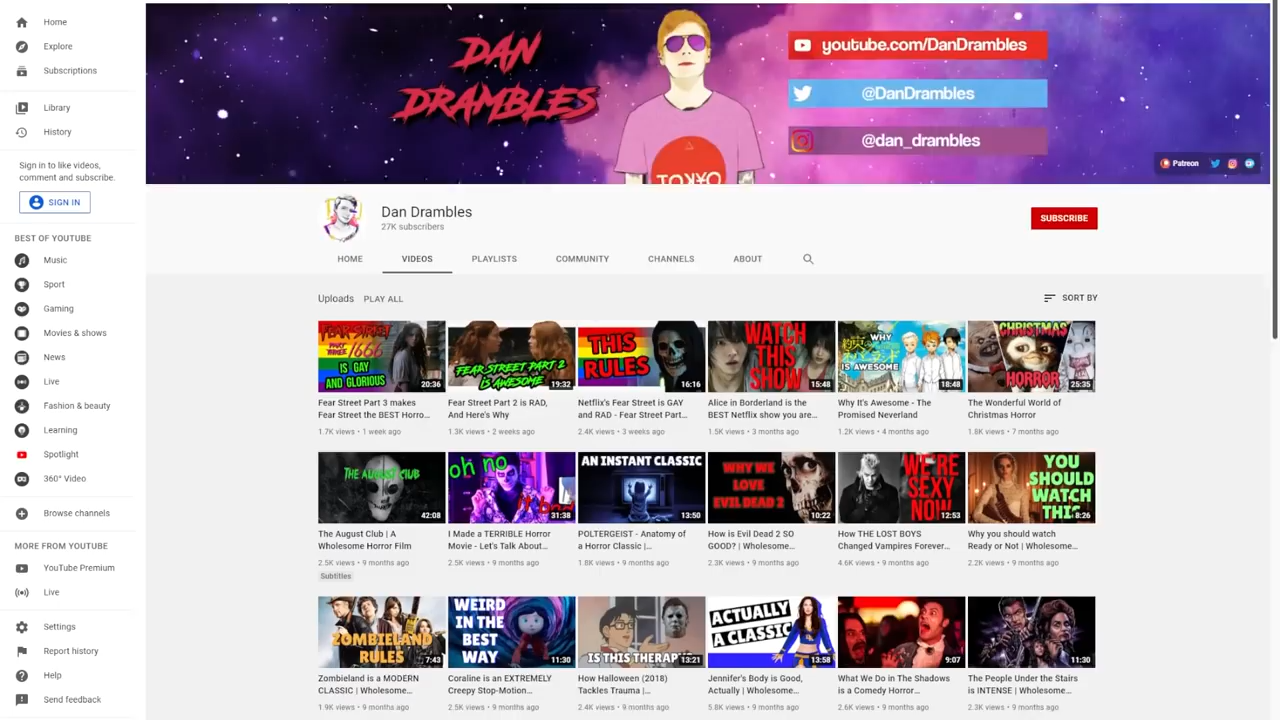 Home
Explore
Subscriptions
Library
History
Sign in to like videos,
comment and subscribe.
SIGN IN
BEST OF YOUTUBE
Music
Sport
Gaming
Movies & shows
News
Live
Fashion & beauty
Learning
Spotlight
360° Video
Browse channels
MORE FROM YOUTUBE
YouTube Premium
Live
Settings
Report history
Help
Send feedback
DAN
DRAMBLES
TOKYO
youtube.com/DanDrambles
@DanDrambles
@dan_drambles
Patreon
Dan Drambles
27K subscribers
SUBSCRIBE
HOME VIDEOS PLAYLISTS COMMUNITY CHANNELS ABOUT
Uploads PLAY ALL SORT BY
FEAR STREET
PART THREE 1666
IS GAY
AND GLORIOUS
20:36
Fear Street Part 3 makes
Fear Street the BEST Horro...
1.7K views • 1 week ago
FEAR STREET PART 2
IS AWESOME
19:32
Fear Street Part 2 is RAD,
And Here's Why
1.3K views • 2 weeks ago
THIS
RULES
16:16
Netflix's Fear Street is GAY
and RAD - Fear Street Part...
2.4K views • 3 weeks ago
WATCH
THIS
SHOW
15:48
Alice in Borderland is the
BEST Netflix show you are...
1.5K views • 3 months ago
WHY
約束のネバーランド
IS AWESOME
18:48
Why It's Awesome - The
Promised Neverland
1.2K views • 4 months ago
CHRISTMAS
HORROR
25:35
The Wonderful World of
Christmas Horror
1.8K views • 7 months ago
THE AUGUST CLUB
42:08
The August Club | A
Wholesome Horror Film
2.5K views • 9 months ago
Subtitles
oh no
31:38
I Made a TERRIBLE Horror
Movie - Let's Talk About...
2.5K views • 9 months ago
AN INSTANT CLASSIC
13:50
POLTERGEIST - Anatomy of
a Horror Classic |...
1.8K views • 9 months ago
WHY WE
LOVE
EVIL DEAD 2
10:22
How is Evil Dead 2 SO
GOOD? | Wholesome...
2.3K views • 9 months ago
WE'RE
SEXY
NOW
12:53
How THE LOST BOYS
Changed Vampires Forever...
4.6K views • 9 months ago
YOU
SHOULD
WATCH
THIS
8:26
Why you should watch
Ready or Not | Wholesome...
2.2K views • 9 months ago
ZOMBIELAND
RULES
7:43
Zombieland is a MODERN
CLASSIC | Wholesome...
1.9K views • 9 months ago
WEIRD
IN THE
BEST
WAY
11:30
Coraline is an EXTREMELY
Creepy Stop-Motion...
2.5K views • 9 months ago
IS THIS THERAP
13:21
How Halloween (2018)
Tackles Trauma |...
2.4K views • 9 months ago
ACTUALLY
A CLASSIC
13:58
Jennifer's Body is Good,
Actually | Wholesome...
5.8K views • 9 months ago
9:07
What We Do in The Shadows
is a Comedy Horror...
2.6K views • 9 months ago
11:30
The People Under the Stairs
is INTENSE | Wholesome...
2.3K views • 9 months ago